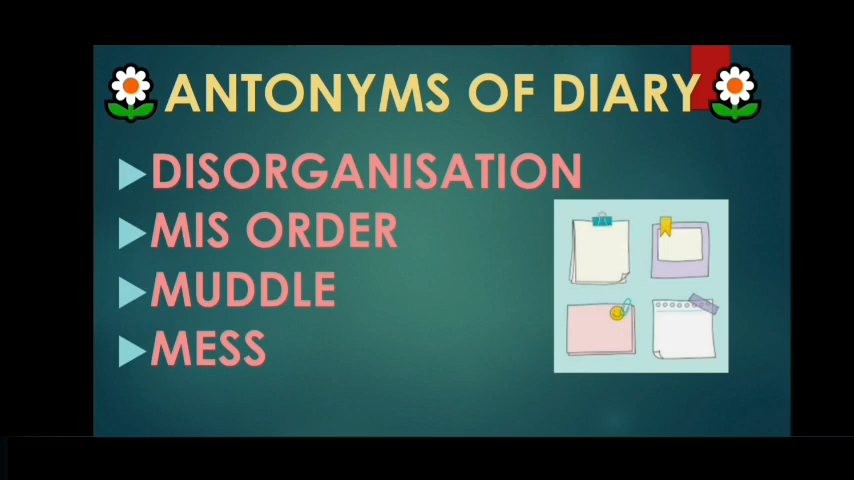 ANTONYMS OF DIARY
DISORGANISATION
MIS ORDER
MUDDLE
MESS